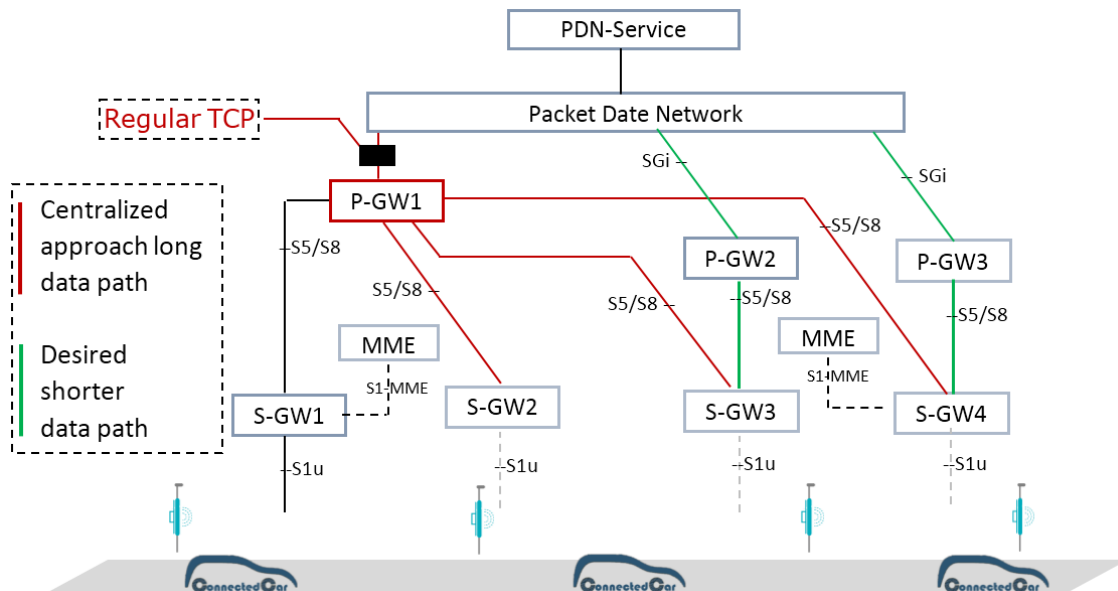 PDN-Service
Packet Date Network
Regular TCP
SGi
SGi
P-GW1
Centralized
approach long
data path
S5/S8
S5/S8
P-GW2
P-GW3
S5/S8
S5/S8
S5/S8
S5/S8
Desired
shorter
data path
MME
MME
S1-MME
S1-MME
S-GW1
S-GW2
S-GW3
S-GW4
S1u
S1u
S1u
S1u
ConnectedCar
ConnectedCar
ConnectedCar